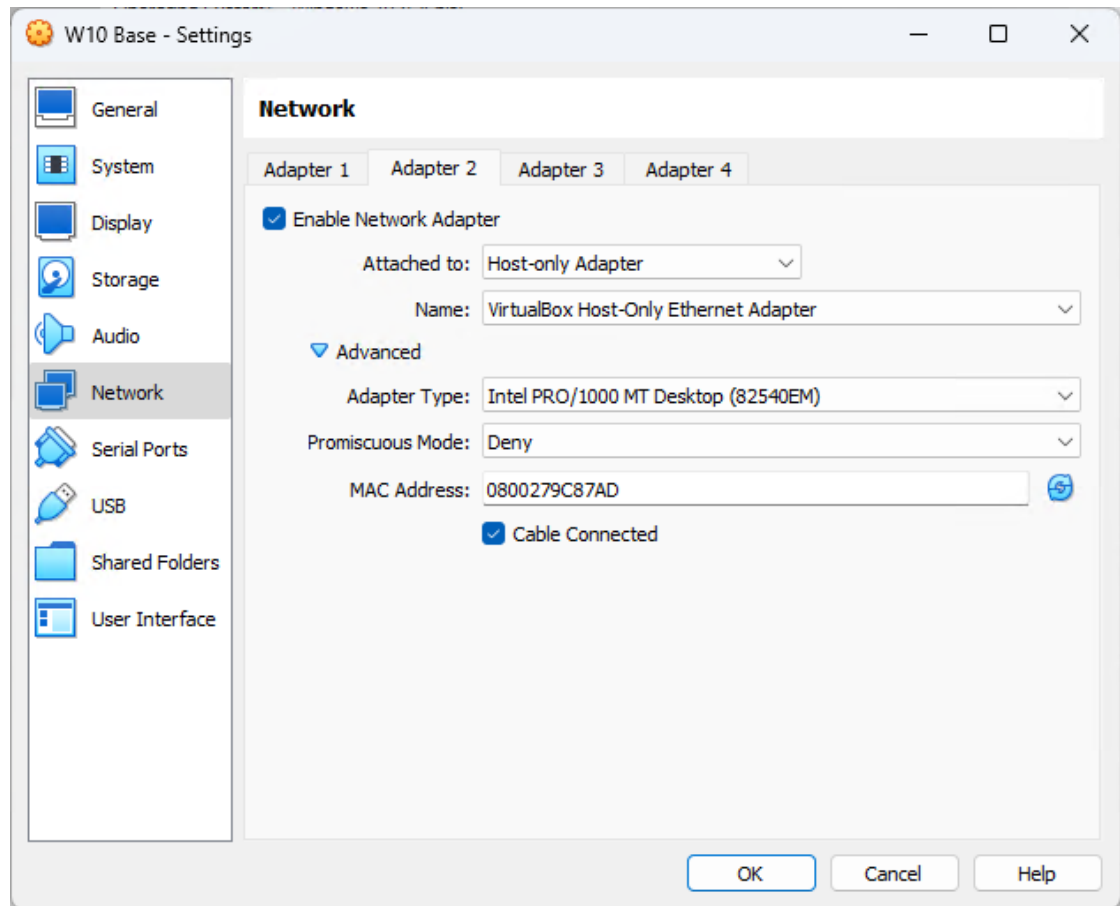 W10 Base - Settings
General
System
Display
Storage
Audio
Network
Serial Ports
USB
Shared Folders
User Interface
Network
Adapter 1 Adapter 2 Adapter 3 Adapter 4
Enable Network Adapter
Attached to: Host-only Adapter
Name: VirtualBox Host-Only Ethernet Adapter
Advanced
Adapter Type: Intel PRO/1000 MT Desktop (82540EM)
Promiscuous Mode: Deny
MAC Address: 0800279C87AD
Cable Connected
OK Cancel Help